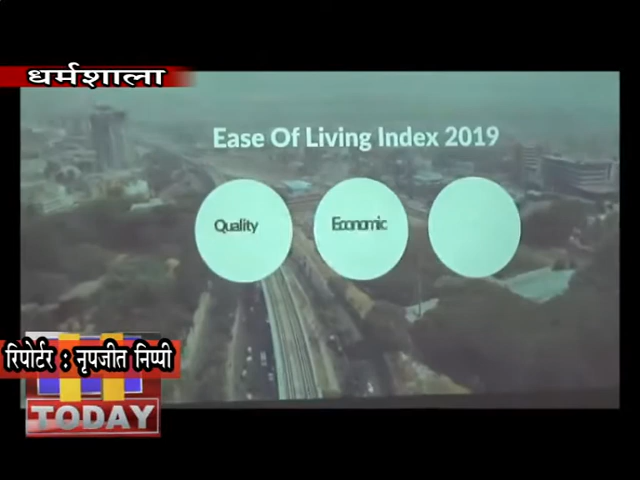 धर्मशाला
Ease Of Living Index 2019
Quality
Economic
रिपोर्टर : नृपजीत निप्पी
TODAY